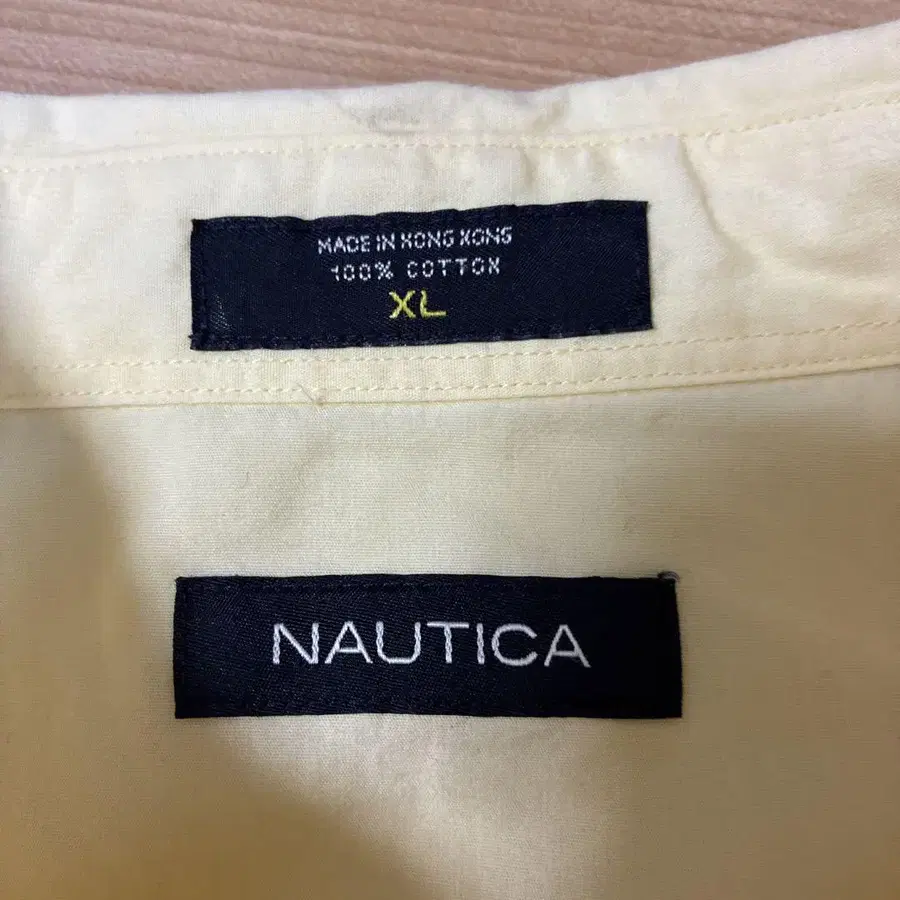 MADE IN HONG KONG
100% COTTON
XL
NAUTICA